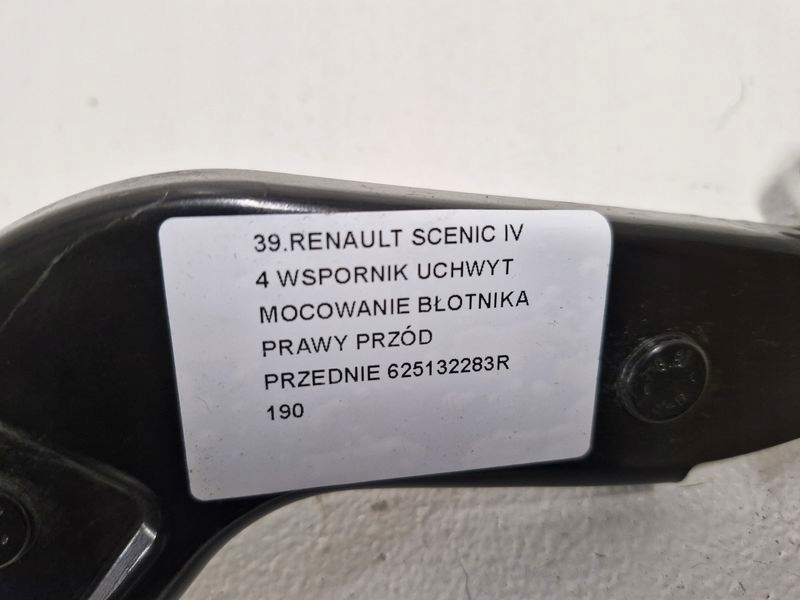 39.RENAULT SCENIC IV
4 WSPORNIK UCHWYT
MOCOWANIE BŁOTNIKA
PRAWY PRZÓD
PRZEDNIE 625132283R
190